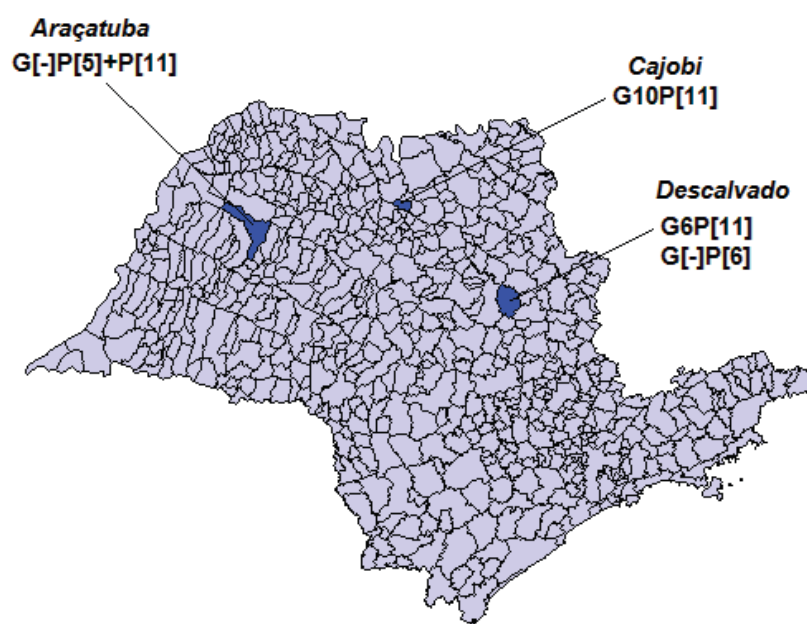 Araçatuba
G[-]P[5]+P[11]
Cajobi
G10P[11]
Descalvado
G6P[11]
G[-]P[6]